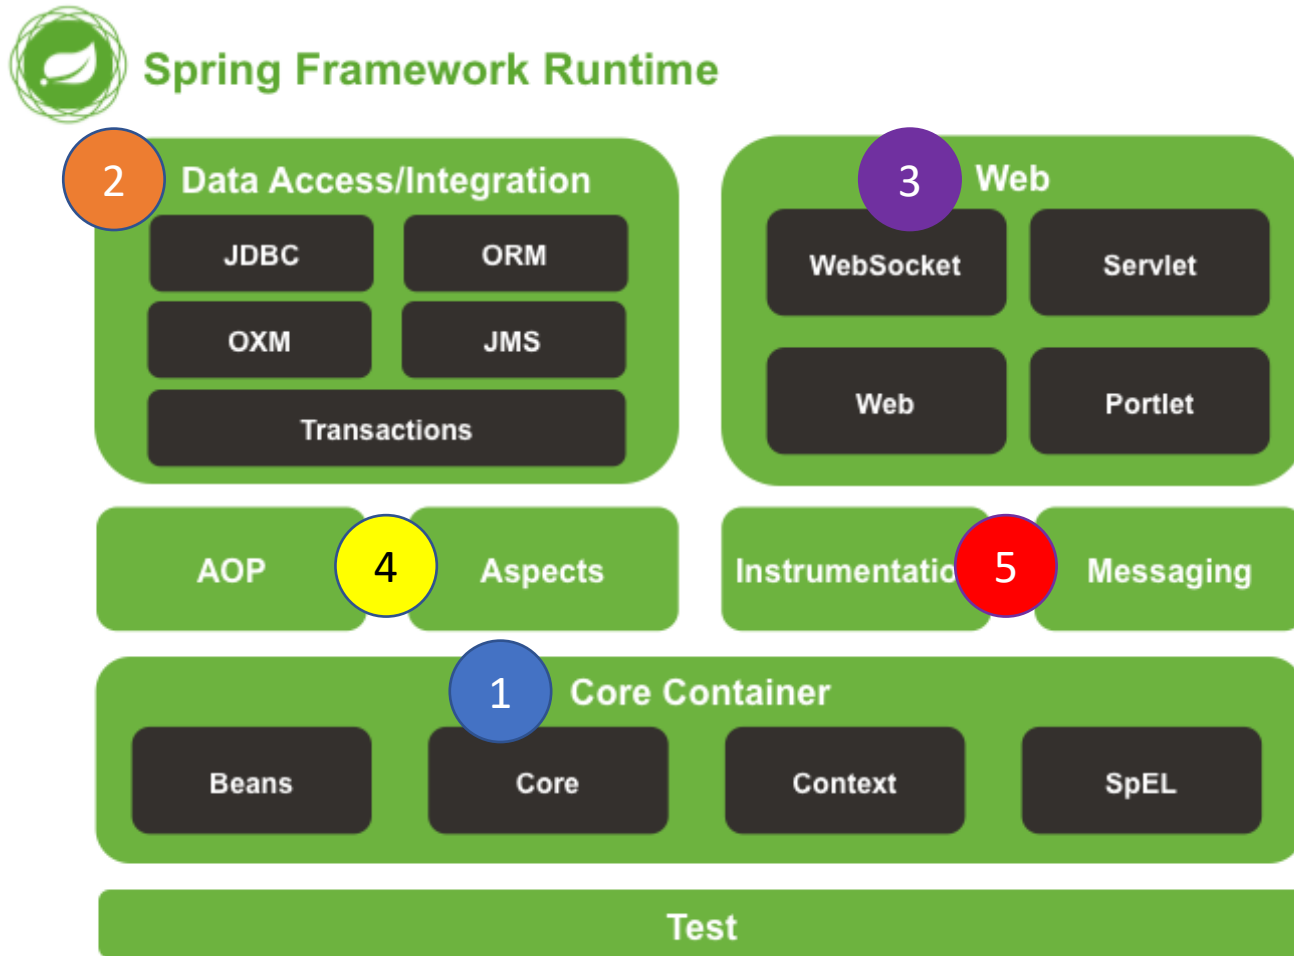 Spring Framework Runtime
2
Data Access/Integration
JDBC
ORM
OXM
JMS
Transactions
3
Web
WebSocket
Servlet
Web
Portlet
AOP
4
Aspects
Instrumentatio
5
Messaging
1
Core Container
Beans
Core
Context
SpEL
Test